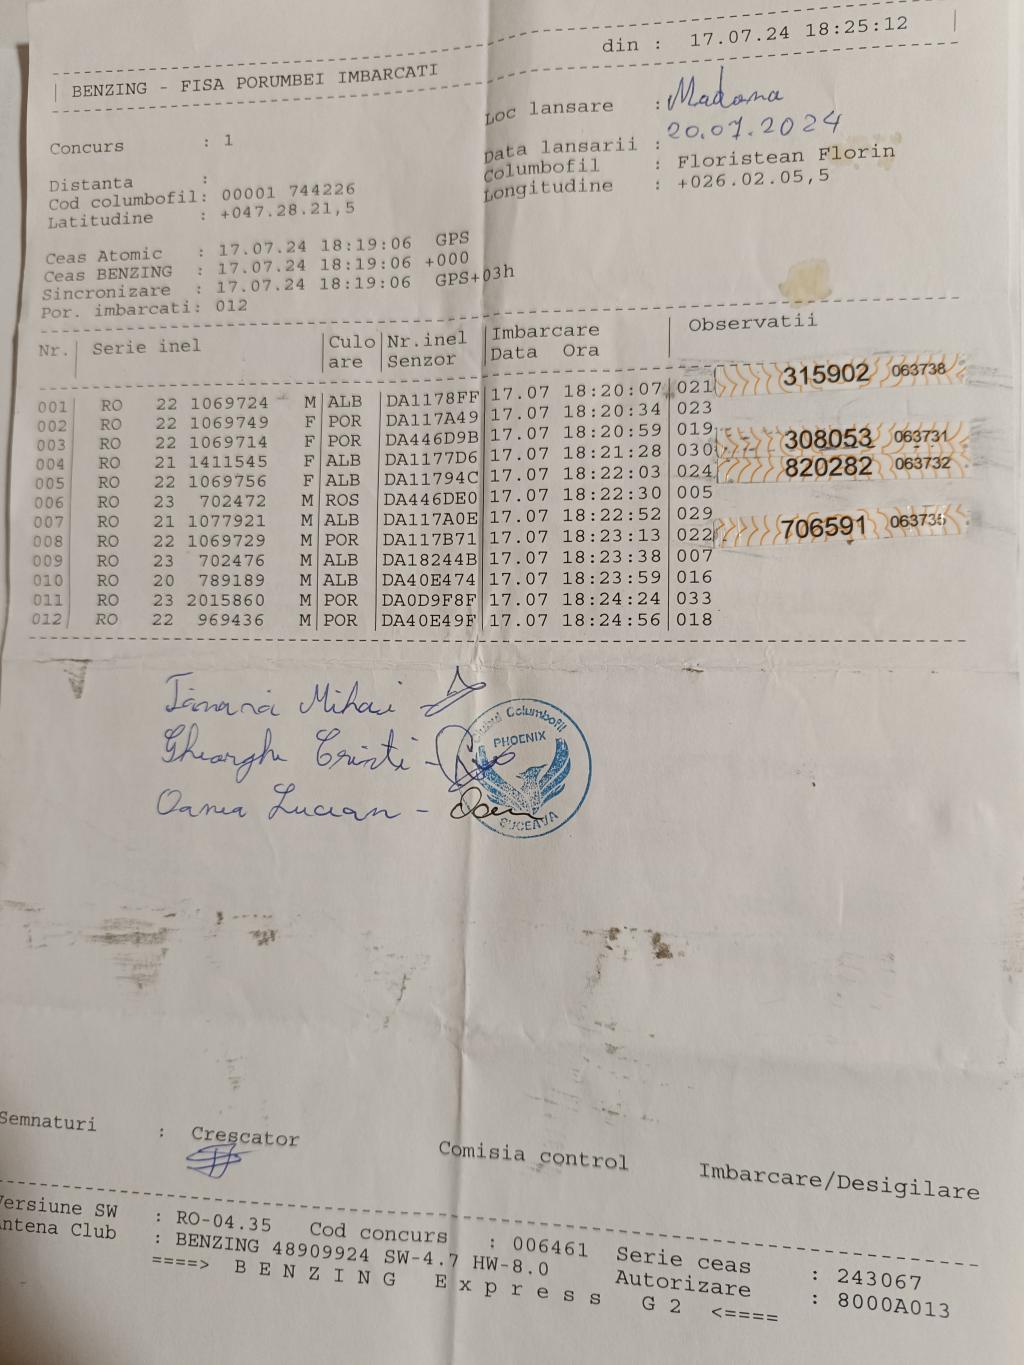 din : 17.07.24 18:25:12
BENZING - FISA PORUMBEI IMBARCATI
Loc lansare : Madona
Concurs : 1
Data lansarii : 20.07.2024
Distanta :
Columbofil : Floristean Florin
Cod columbofil: 00001 744226
Longitudine : +026.02.05,5
Latitudine : +047.28.21,5
Ceas Atomic : 17.07.24 18:19:06 GPS
Ceas BENZING : 17.07.24 18:19:06 +000
Sincronizare : 17.07.24 18:19:06 GPS+03h
Por. imbarcati: 012
Nr. Serie inel Culo Nr.inel Imbarcare Observatii
are Senzor Data Ora
001 RO 22 1069724 M ALB DA1178FF 17.07 18:20:07 021 315902 063738
002 RO 22 1069749 F POR DA117A49 17.07 18:20:34 023
003 RO 22 1069714 F POR DA446D9B 17.07 18:20:59 019 308053 063731
004 RO 21 1411545 F ALB DA1177D6 17.07 18:21:28 030 820282 063732
005 RO 22 1069756 F ALB DA11794C 17.07 18:22:03 024
006 RO 23 702472 M ROS DA446DE0 17.07 18:22:30 005
007 RO 21 1077921 M ALB DA117A0E 17.07 18:22:52 029 706591 063735
008 RO 22 1069729 M POR DA117B71 17.07 18:23:13 022
009 RO 23 702476 M ALB DA18244B 17.07 18:23:38 007
010 RO 20 789189 M ALB DA40E474 17.07 18:23:59 016
011 RO 23 2015860 M POR DA0D9F8F 17.07 18:24:24 033
012 RO 22 969436 M POR DA40E49F 17.07 18:24:56 018
Mihai
Clubul Columbofil
PHOENIX
SUCEAVA
Gheorghe Cristi -
Oanea Lucian -
Semnaturi : Crescator Comisia control Imbarcare/Desigilare
Versiune SW : RO-04.35 Cod concurs : 006461 Serie ceas : 243067
Antena Club : BENZING 48909924 SW-4.7 HW-8.0 Autorizare : 8000A013
====> B E N Z I N G E x p r e s s G 2 <====